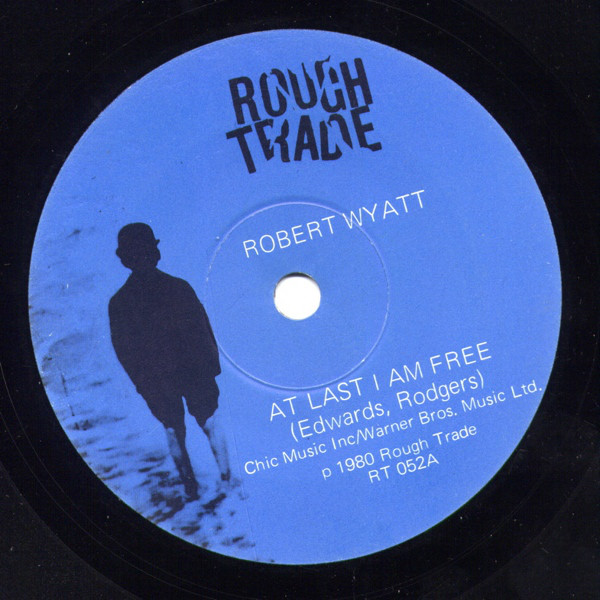 ROUGH
TRADE
ROBERT WYATT
AT LAST I AM FREE
(Edwards, Rodgers)
Chic Music Inc/Warner Bros. Music Ltd.
p 1980 Rough Trade
RT 052A